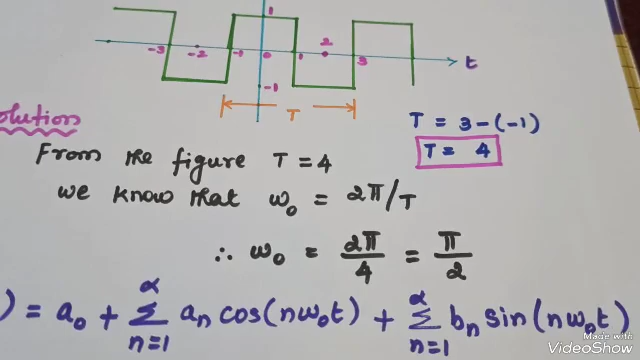 1
-3 -2 -1 0 1 2 3 t
-1
T
olution
T = 3-(-1)
T = 4
From the figure T=4
we know that ω₀ = 2π/T
∴ ω₀ = 2π/4 = π/2
) = a₀ + Σ_{n=1}^{α} aₙ cos(nω₀t) + Σ_{n=1}^{α} bₙ sin(nω₀t)
Made with
VideoShow